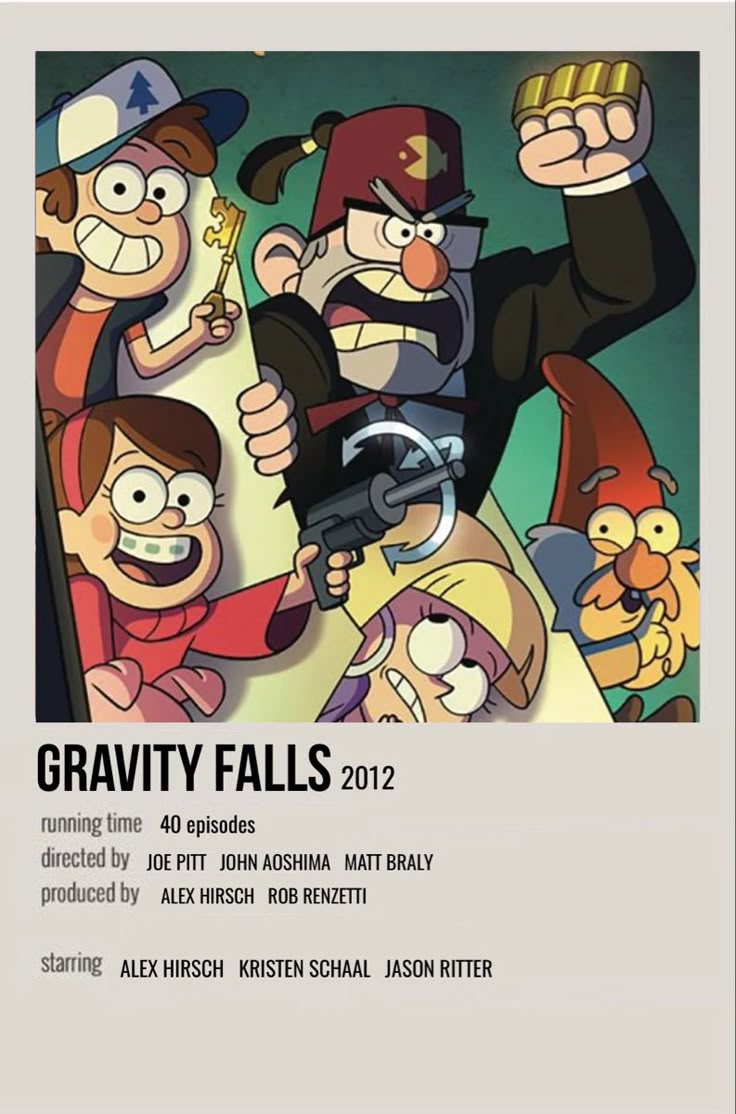 GRAVITY FALLS 2012
running time 40 episodes
directed by JOE PITT JOHN AOSHIMA MATT BRALY
produced by ALEX HIRSCH ROB RENZETTI
starring ALEX HIRSCH KRISTEN SCHAAL JASON RITTER